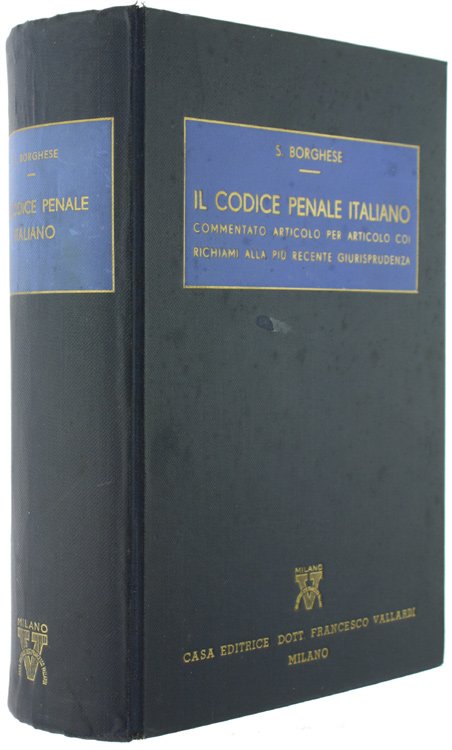 BORGHESE
CODICE PENALE
ITALIANO
MILANO
V
S. BORGHESE
IL CODICE PENALE ITALIANO
COMMENTATO ARTICOLO PER ARTICOLO COI
RICHIAMI ALLA PIÙ RECENTE GIURISPRUDENZA
MILANO
V
CASA EDITRICE DOTT. FRANCESCO VALLARDI
MILANO